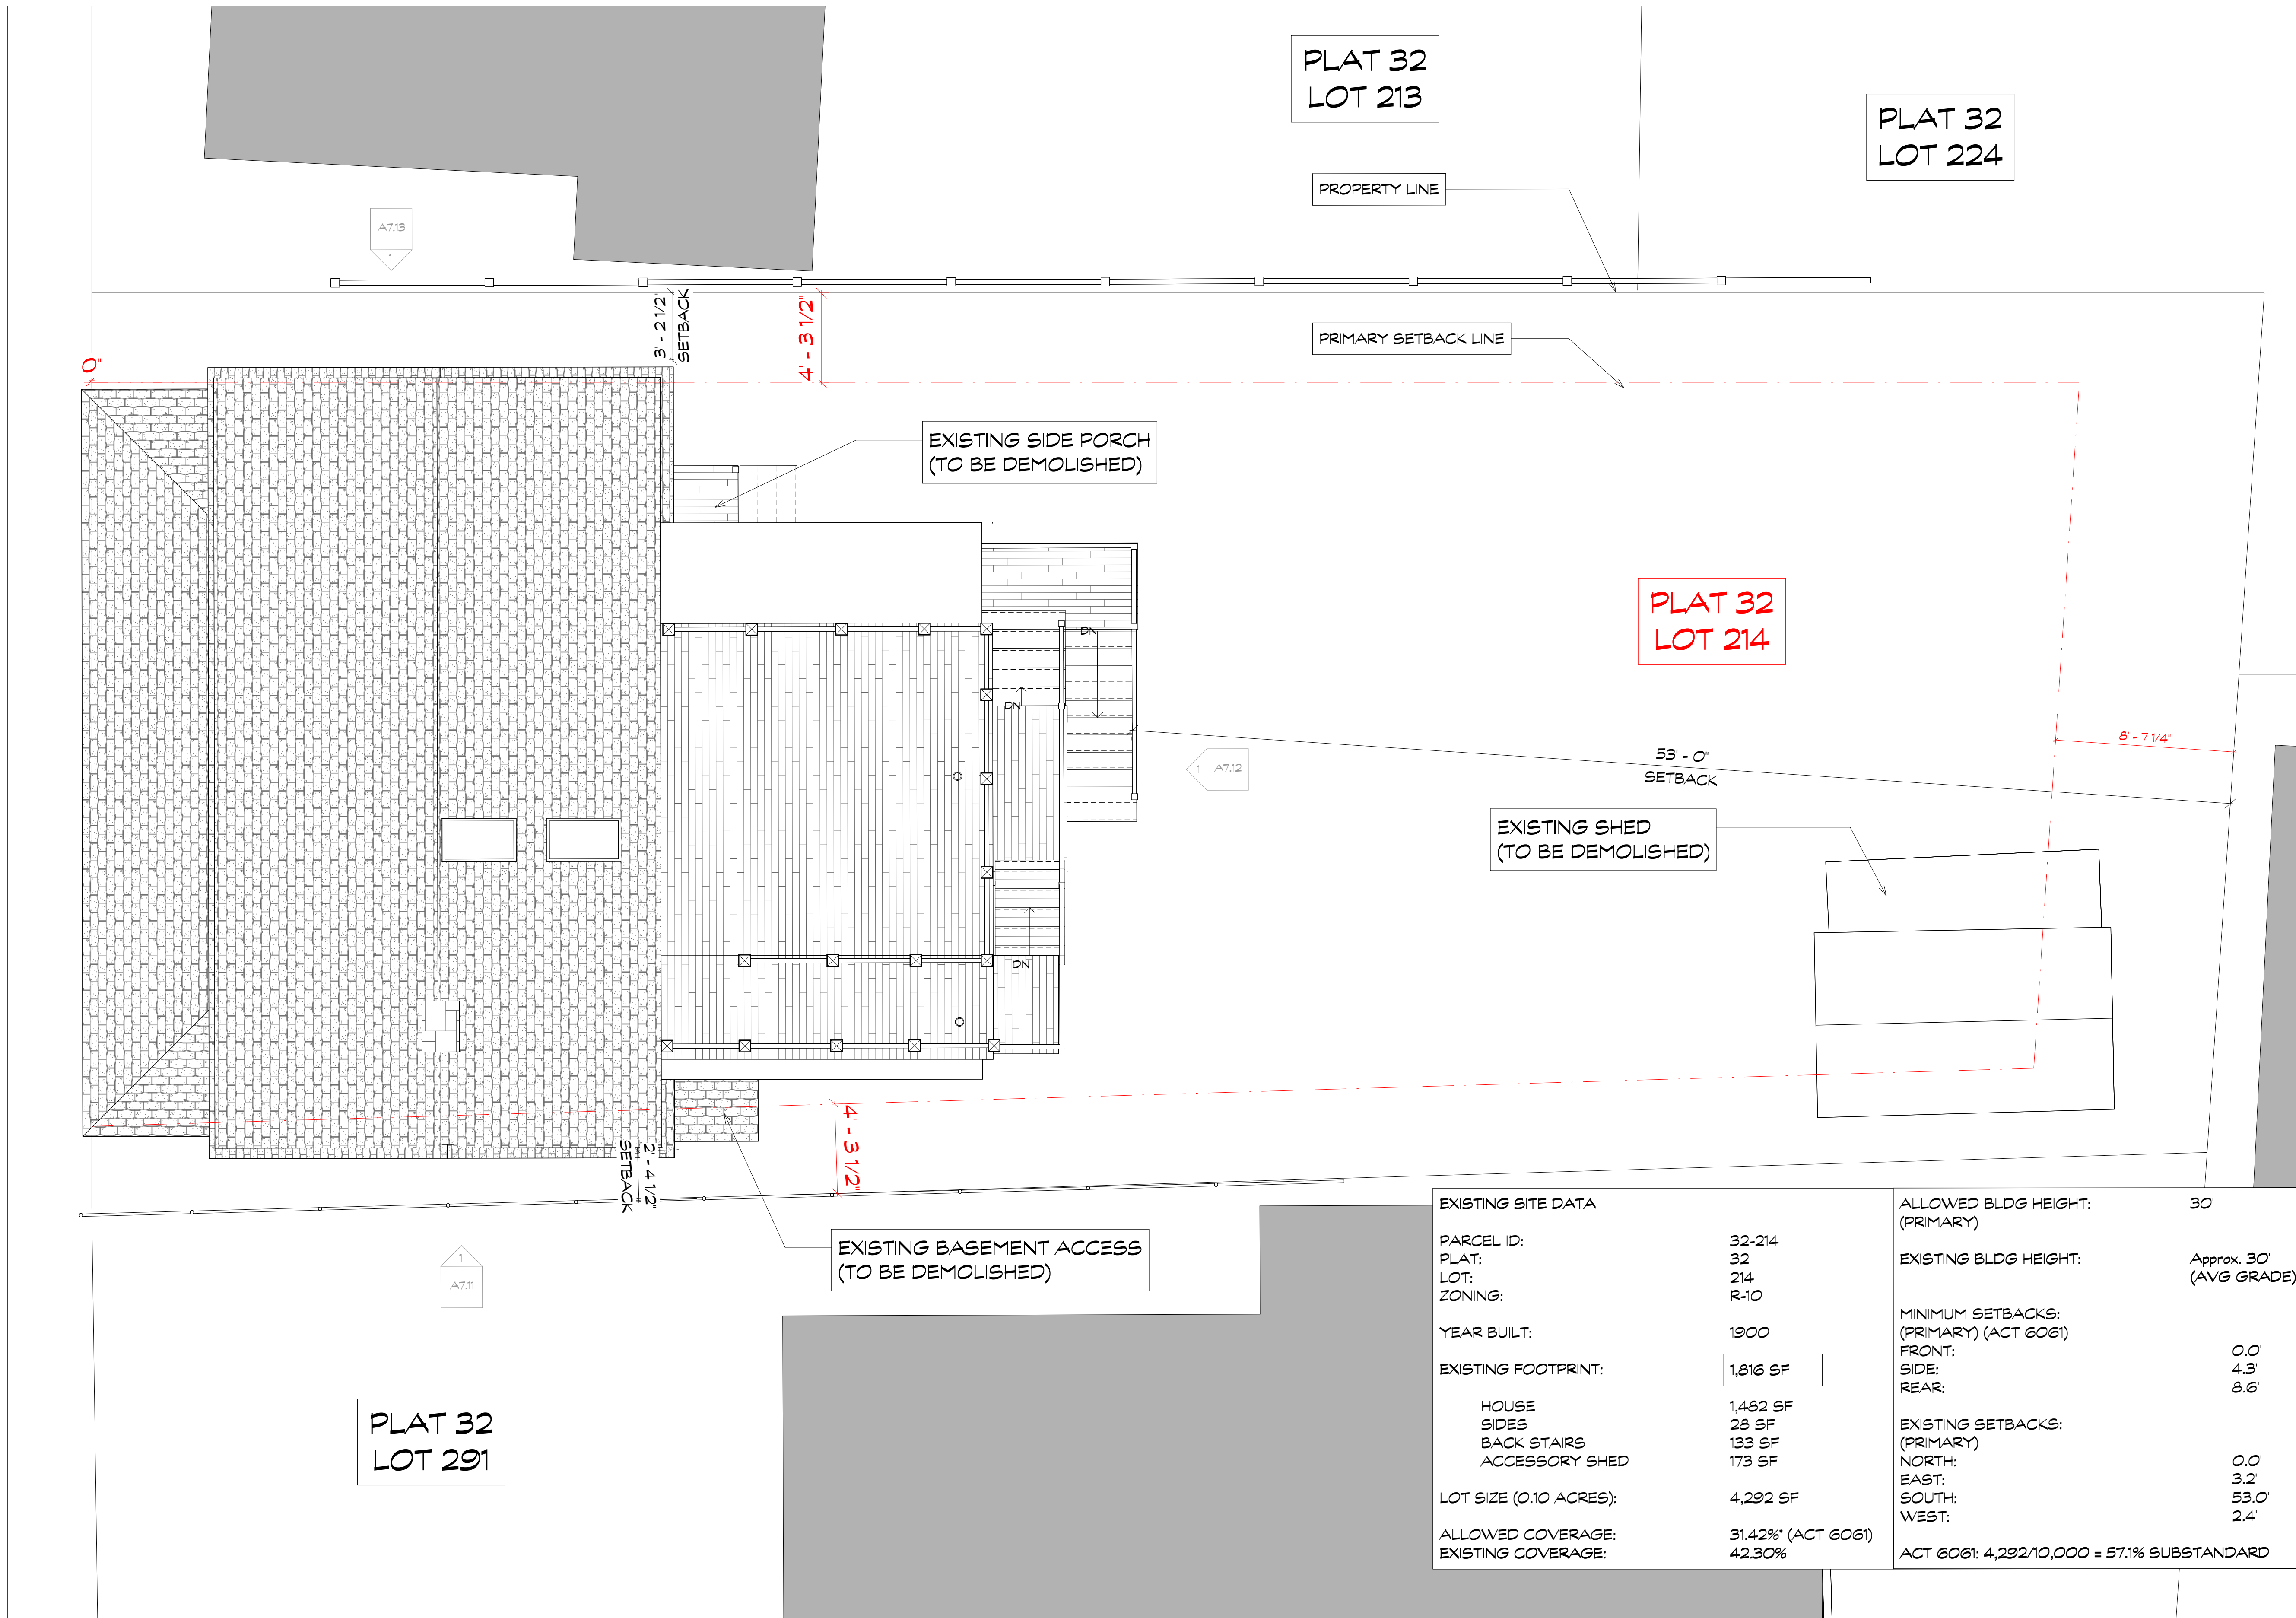 PLAT 32
LOT 213
PLAT 32
LOT 224
PROPERTY LINE
A7.13
1
3' - 2 1/2"
SETBACK
4' - 3 1/2"
0"
PRIMARY SETBACK LINE
EXISTING SIDE PORCH
(TO BE DEMOLISHED)
PLAT 32
LOT 214
DN
DN
DN
1
A7.12
53' - 0"
SETBACK
8' - 7 1/4"
EXISTING SHED
(TO BE DEMOLISHED)
4' - 3 1/2"
2' - 4 1/2"
SETBACK
EXISTING BASEMENT ACCESS
(TO BE DEMOLISHED)
1
A7.11
PLAT 32
LOT 291
EXISTING SITE DATA
PARCEL ID: 32-214
PLAT: 32
LOT: 214
ZONING: R-10
YEAR BUILT: 1900
EXISTING FOOTPRINT: 1,816 SF
HOUSE 1,482 SF
SIDES 28 SF
BACK STAIRS 133 SF
ACCESSORY SHED 173 SF
LOT SIZE (0.10 ACRES): 4,292 SF
ALLOWED COVERAGE: 31.42%* (ACT 6061)
EXISTING COVERAGE: 42.30%
ALLOWED BLDG HEIGHT: 30'
(PRIMARY)
EXISTING BLDG HEIGHT: Approx. 30'
(AVG GRADE)
MINIMUM SETBACKS:
(PRIMARY) (ACT 6061)
FRONT: 0.0'
SIDE: 4.3'
REAR: 8.6'
EXISTING SETBACKS:
(PRIMARY)
NORTH: 0.0'
EAST: 3.2'
SOUTH: 53.0'
WEST: 2.4'
ACT 6061: 4,292/10,000 = 57.1% SUBSTANDARD